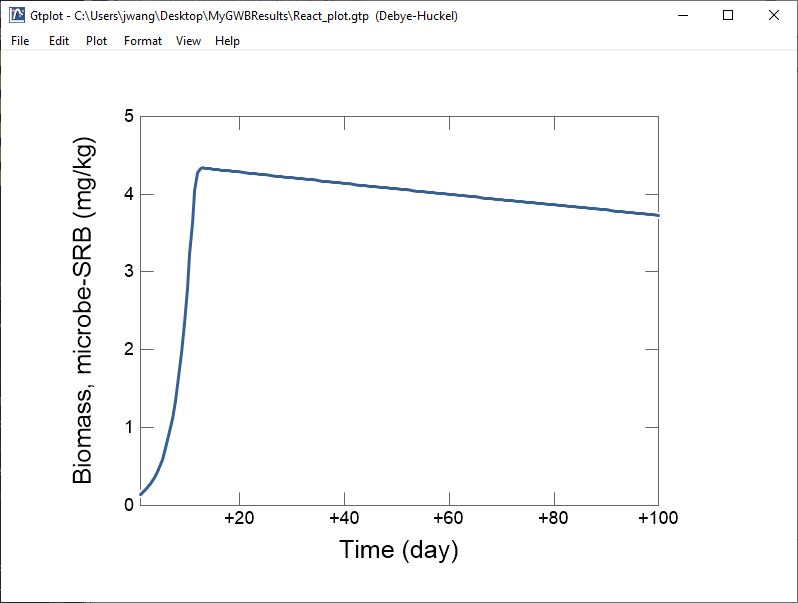 Gtplot - C:\Users\jwang\Desktop\MyGWBResults\React_plot.gtp (Debye-Huckel)
File Edit Plot Format View Help
5
4
3
2
1
0
Biomass, microbe-SRB (mg/kg)
+20 +40 +60 +80 +100
Time (day)